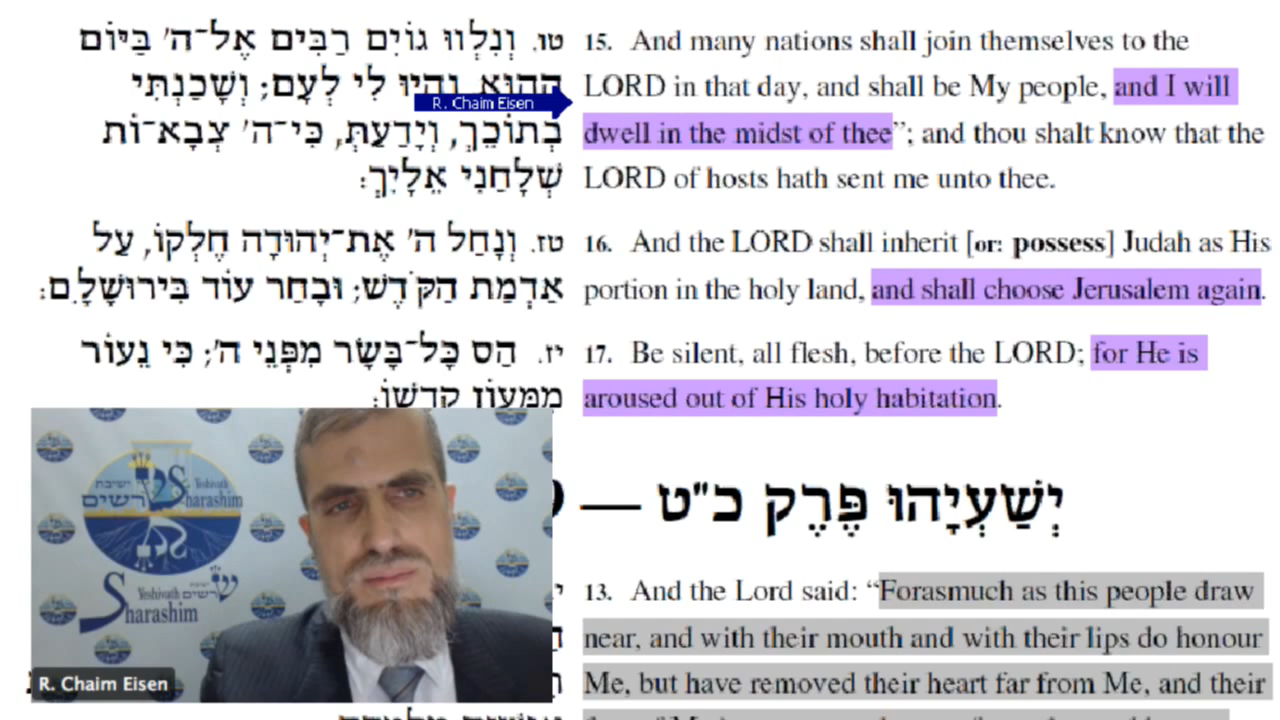 טו. וְנִלְווּ גוֹיִם רַבִּים אֶל־ה' בַּיּוֹם
הַהוּא, וְהָיוּ לִי לְעָם; וְשָׁכַנְתִּי
בְתוֹכֵךְ, וְיָדַעַתְּ, כִּי־ה' צְבָא־וֹת
שְׁלָחַנִי אֵלָיִךְ:
15. And many nations shall join themselves to the
LORD in that day, and shall be My people, and I will
dwell in the midst of thee”; and thou shalt know that the
LORD of hosts hath sent me unto thee.
R. Chaim Eisen
טז. וְנָחַל ה' אֶת־יְהוּדָה חֶלְקוֹ, עַל
אַדְמַת הַקֹּדֶשׁ; וּבָחַר עוֹד בִּירוּשָׁלָ‍ִם:
16. And the LORD shall inherit [or: possess] Judah as His
portion in the holy land, and shall choose Jerusalem again.
יז. הַס כָּל־בָּשָׂר מִפְּנֵי ה'; כִּי נֵעוֹר
מִמְּעוֹן קָדְשׁוֹ:
17. Be silent, all flesh, before the LORD; for He is
aroused out of His holy habitation.
יְשַׁעְיָהוּ פֶּרֶק כ"ט —
13. And the Lord said: “Forasmuch as this people draw
near, and with their mouth and with their lips do honour
Me, but have removed their heart far from Me, and their
ישיבת שרשים
Yeshivath Sharashim
ישיבת שרשים
Yeshivath Sharashim
R. Chaim Eisen